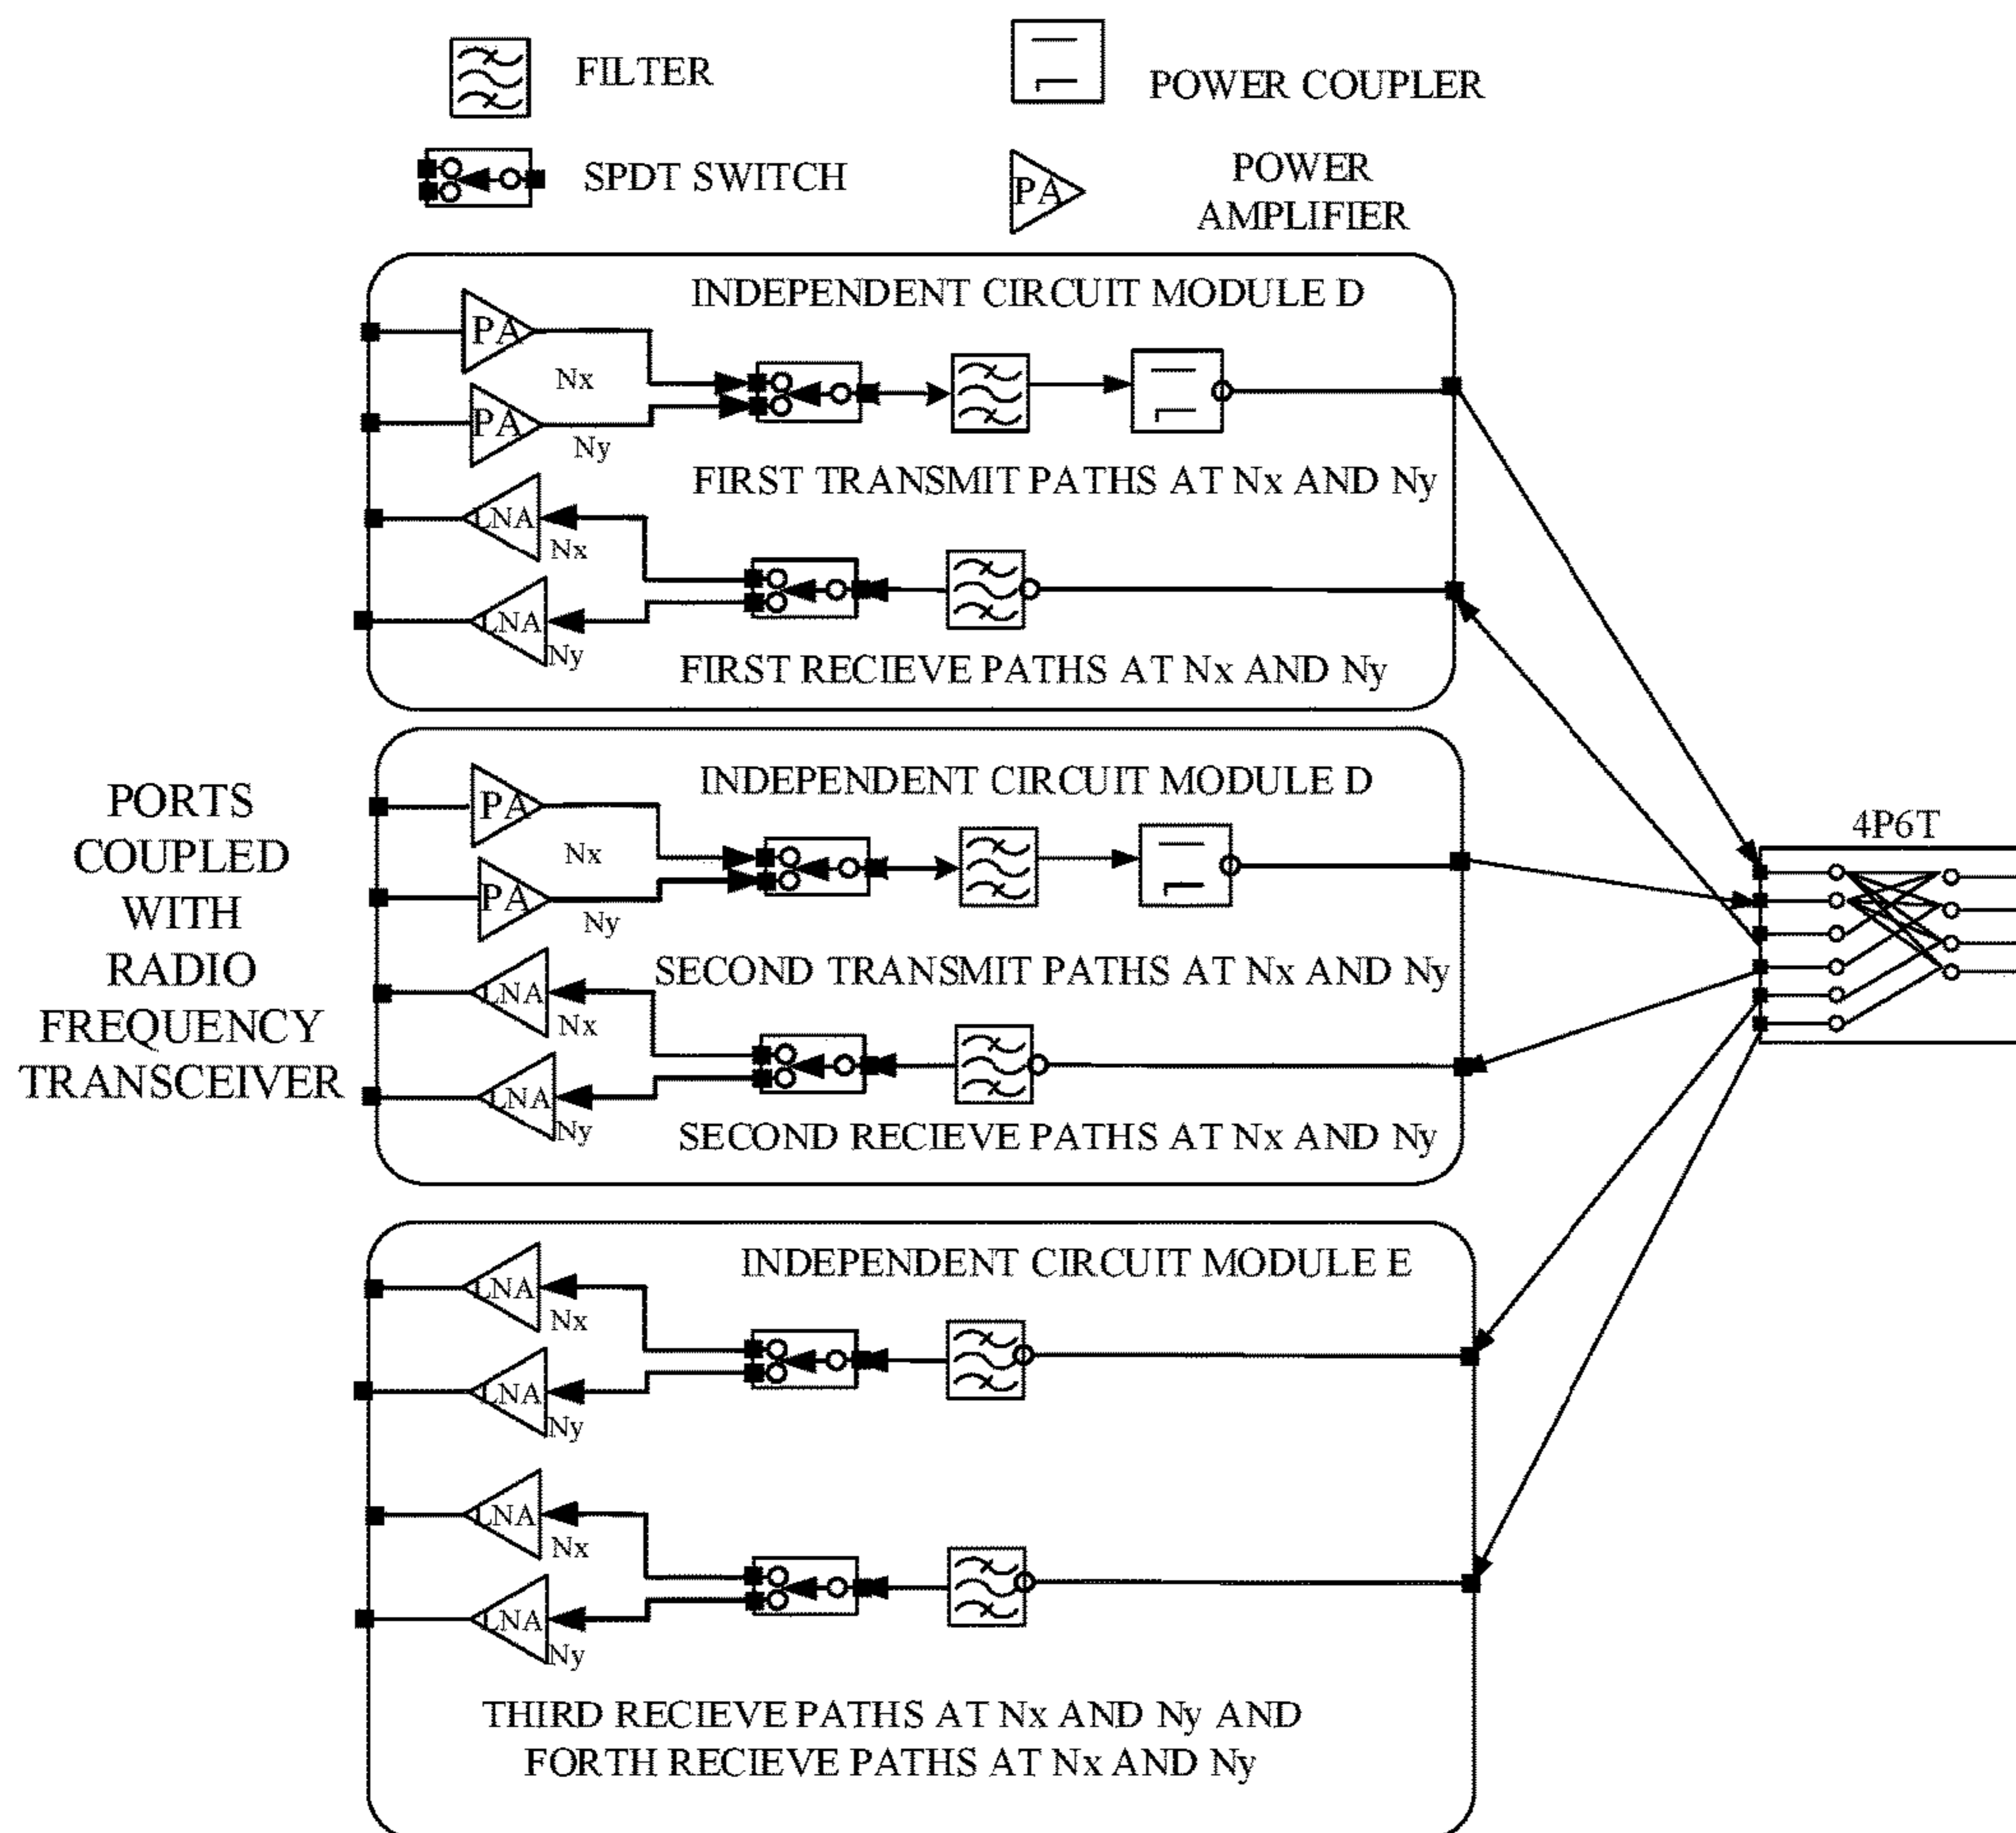 FILTER
POWER COUPLER
SPDT SWITCH
PA
POWER
AMPLIFIER
INDEPENDENT CIRCUIT MODULE D
PA
Nx
PA
Ny
FIRST TRANSMIT PATHS AT Nx AND Ny
LNA
Nx
LNA
Ny
FIRST RECIEVE PATHS AT Nx AND Ny
PORTS
COUPLED
WITH
RADIO
FREQUENCY
TRANSCEIVER
INDEPENDENT CIRCUIT MODULE D
PA
Nx
PA
Ny
SECOND TRANSMIT PATHS AT Nx AND Ny
LNA
Nx
LNA
Ny
SECOND RECIEVE PATHS AT Nx AND Ny
4P6T
INDEPENDENT CIRCUIT MODULE E
LNA
Nx
LNA
Ny
LNA
Nx
LNA
Ny
THIRD RECIEVE PATHS AT Nx AND Ny AND
FORTH RECIEVE PATHS AT Nx AND Ny